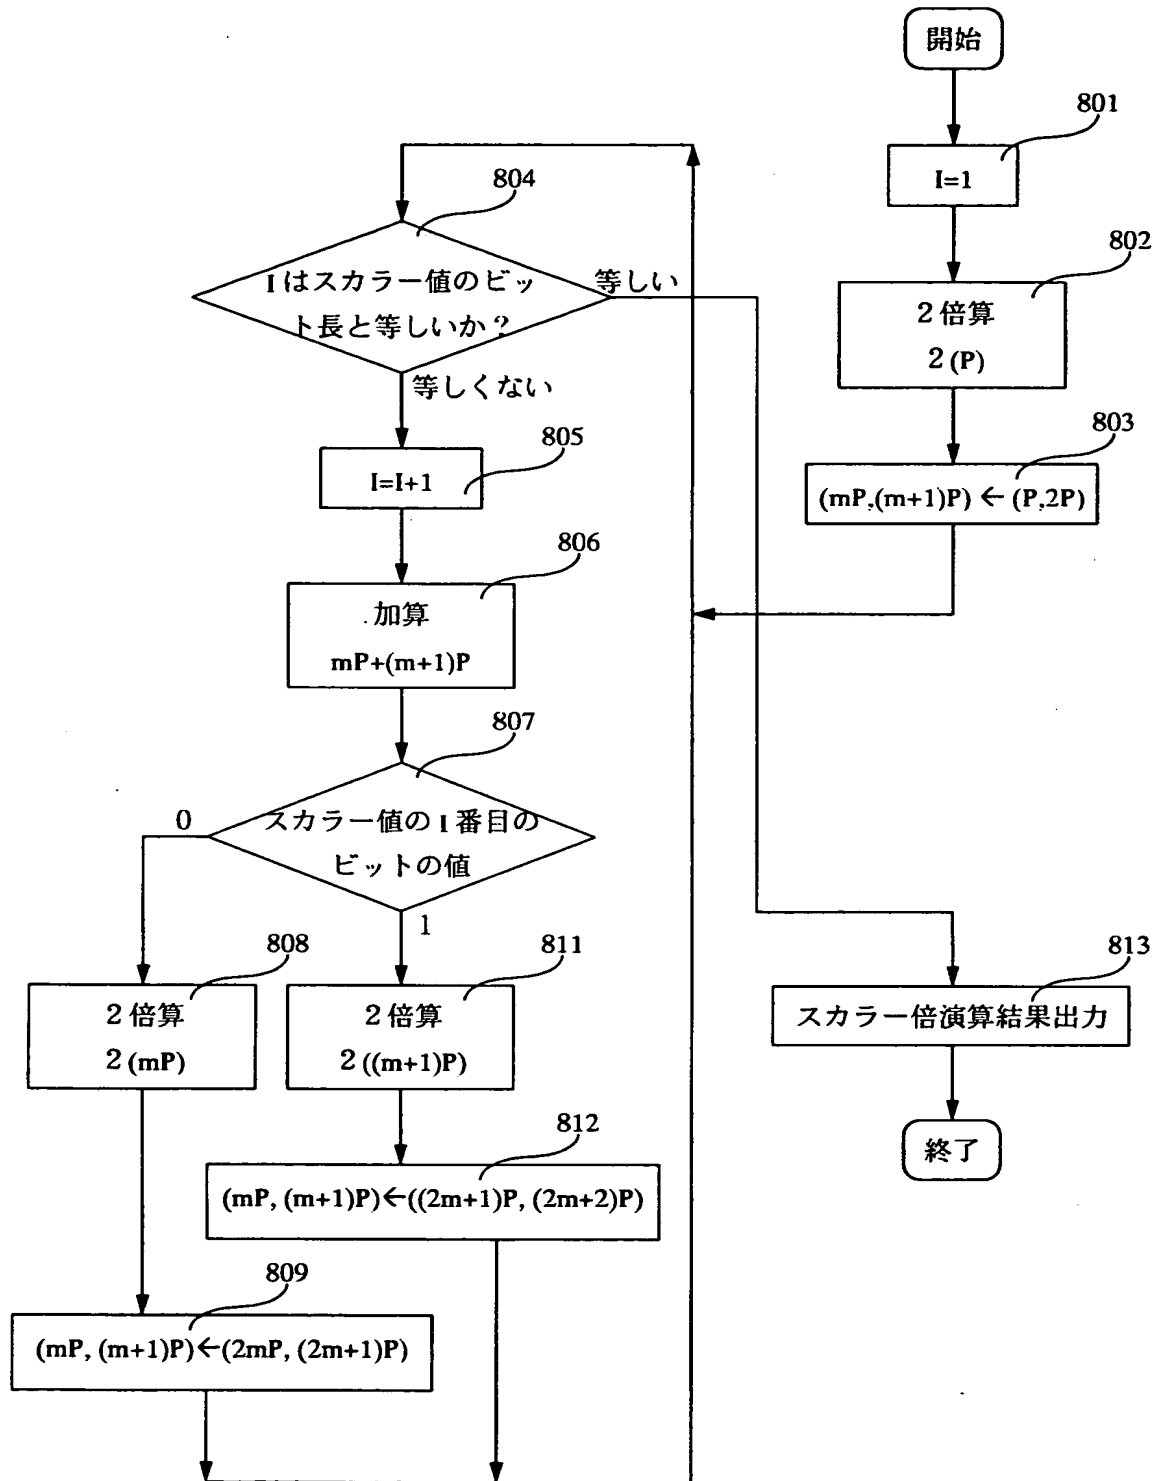 開始
801
I=1
802
2倍算
2(P)
803
(mP,(m+1)P) ← (P,2P)
804
Iはスカラー値のビッ
ト長と等しいか?
等しい
等しくない
805
I=I+1
806
加算
mP+(m+1)P
807
スカラー値のI番目の
ビットの値
0
1
808
2倍算
2(mP)
811
2倍算
2((m+1)P)
812
(mP, (m+1)P)←((2m+1)P, (2m+2)P)
809
(mP, (m+1)P)←(2mP, (2m+1)P)
813
スカラー倍演算結果出力
終了